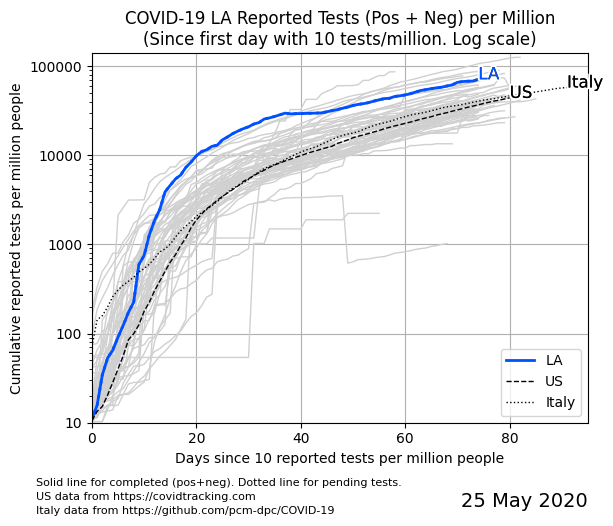 COVID-19 LA Reported Tests (Pos + Neg) per Million
(Since first day with 10 tests/million. Log scale)
Cumulative reported tests per million people
100000
10000
1000
100
10
LA
US
Italy
LA
US
Italy
0
20
40
60
80
Days since 10 reported tests per million people
Solid line for completed (pos+neg). Dotted line for pending tests.
US data from https://covidtracking.com
Italy data from https://github.com/pcm-dpc/COVID-19
25 May 2020